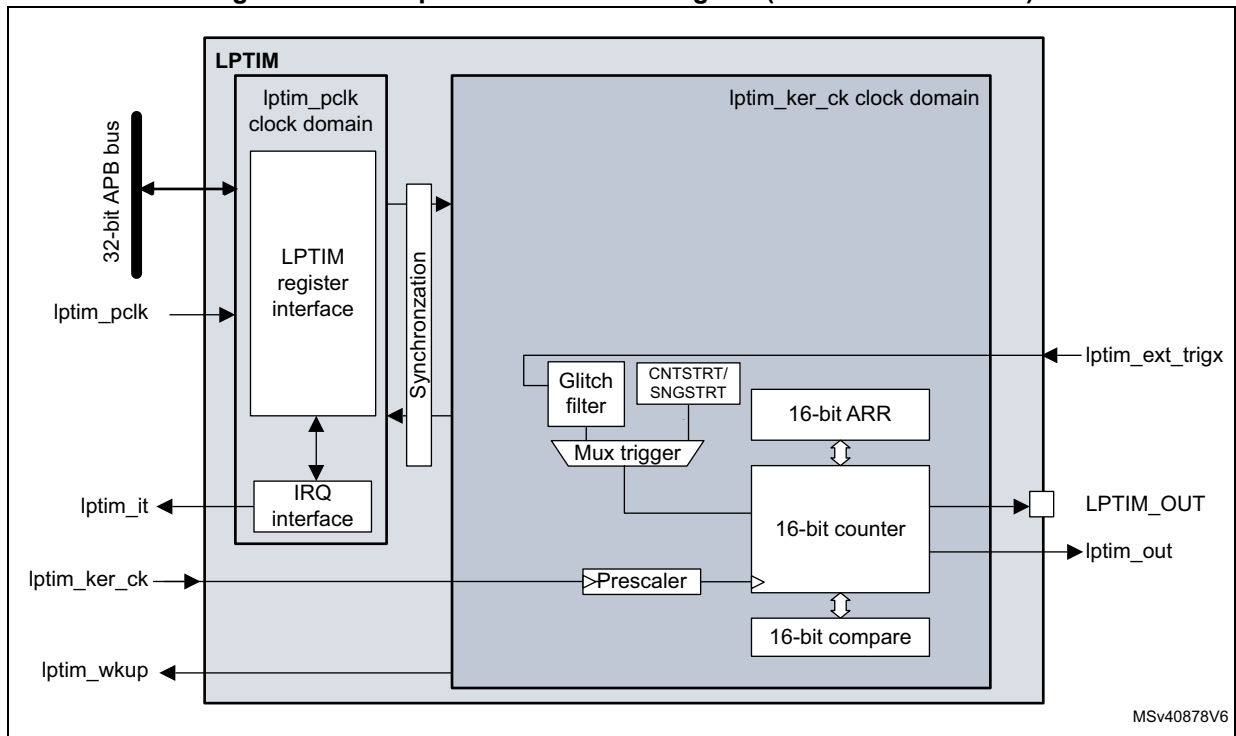 LPTIM
lptim_pclk
clock domain
lptim_ker_ck clock domain
32-bit APB bus
LPTIM
register
interface
Synchronzation
lptim_pclk
lptim_ext_trigx
Glitch
filter
CNTSTRT/
SNGSTRT
16-bit ARR
Mux trigger
IRQ
interface
lptim_it
16-bit counter
LPTIM_OUT
lptim_out
lptim_ker_ck
Prescaler
16-bit compare
lptim_wkup
MSv40878V6